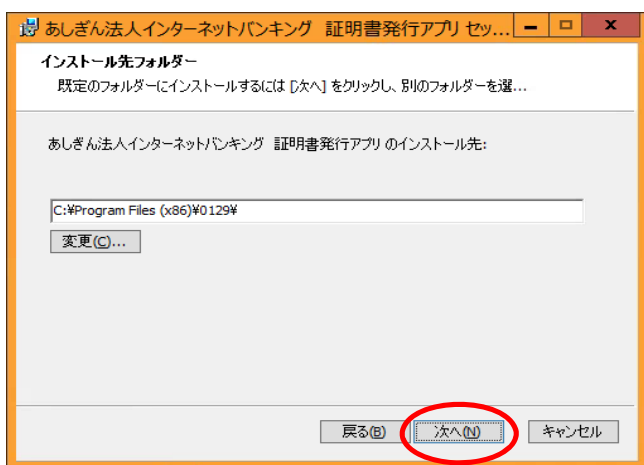 あしぎん法人インターネットバンキング 証明書発行アプリ セッ...
インストール先フォルダー
既定のフォルダーにインストールするには [次へ] をクリックし、別のフォルダーを選...
あしぎん法人インターネットバンキング 証明書発行アプリ のインストール先:
C:¥Program Files (x86)¥0129¥
変更(C)...
戻る(B) 次へ(N) キャンセル